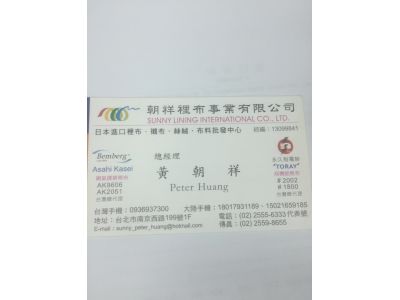 朝祥裡布事業有限公司
SUNNY LINING INTERNATIONAL CO., LTD.
日本進口裡布・襯布・絲絨・布料批發中心
統編：13099841
Bemberg
Asahi Kasei
AK9606
AK2051
台灣總代理
總經理
黃 朝 祥
Peter Huang
"TORAY"
# 2002
# 1800
台灣總代理
台灣手機：0936937300
大陸手機：18017931189・15021659185
地址：台北市南京西路199號1F
電話：(02) 2555-6333代表號
傳真：(02) 2559-8655
E-mail：sunny_peter_huang@hotmail.com